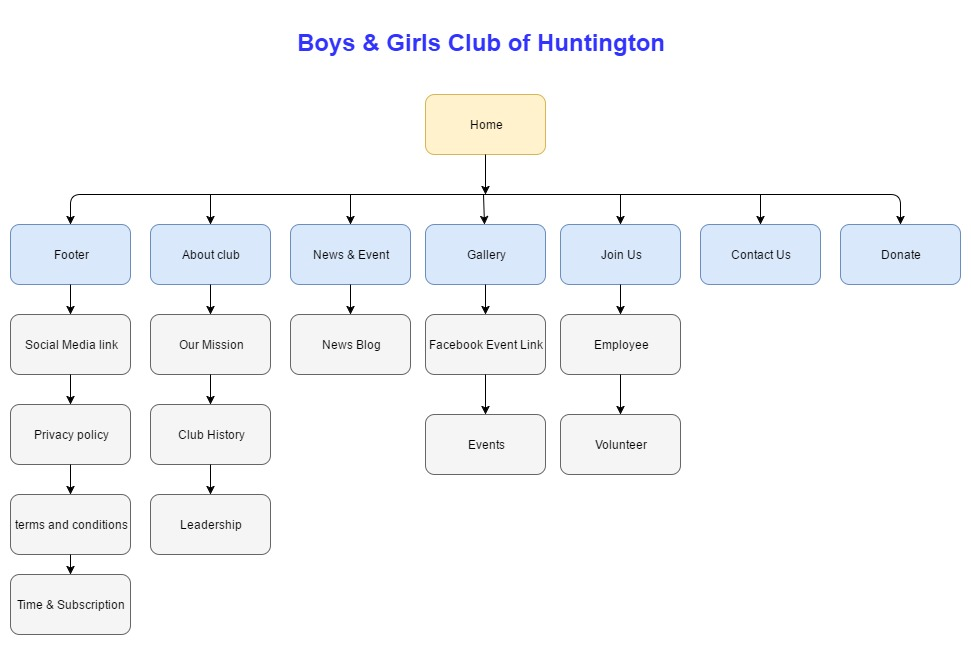 Boys & Girls Club of Huntington
Home
Footer
About club
News & Event
Gallery
Join Us
Contact Us
Donate
Social Media link
Our Mission
News Blog
Facebook Event Link
Employee
Privacy policy
Club History
Events
Volunteer
terms and conditions
Leadership
Time & Subscription